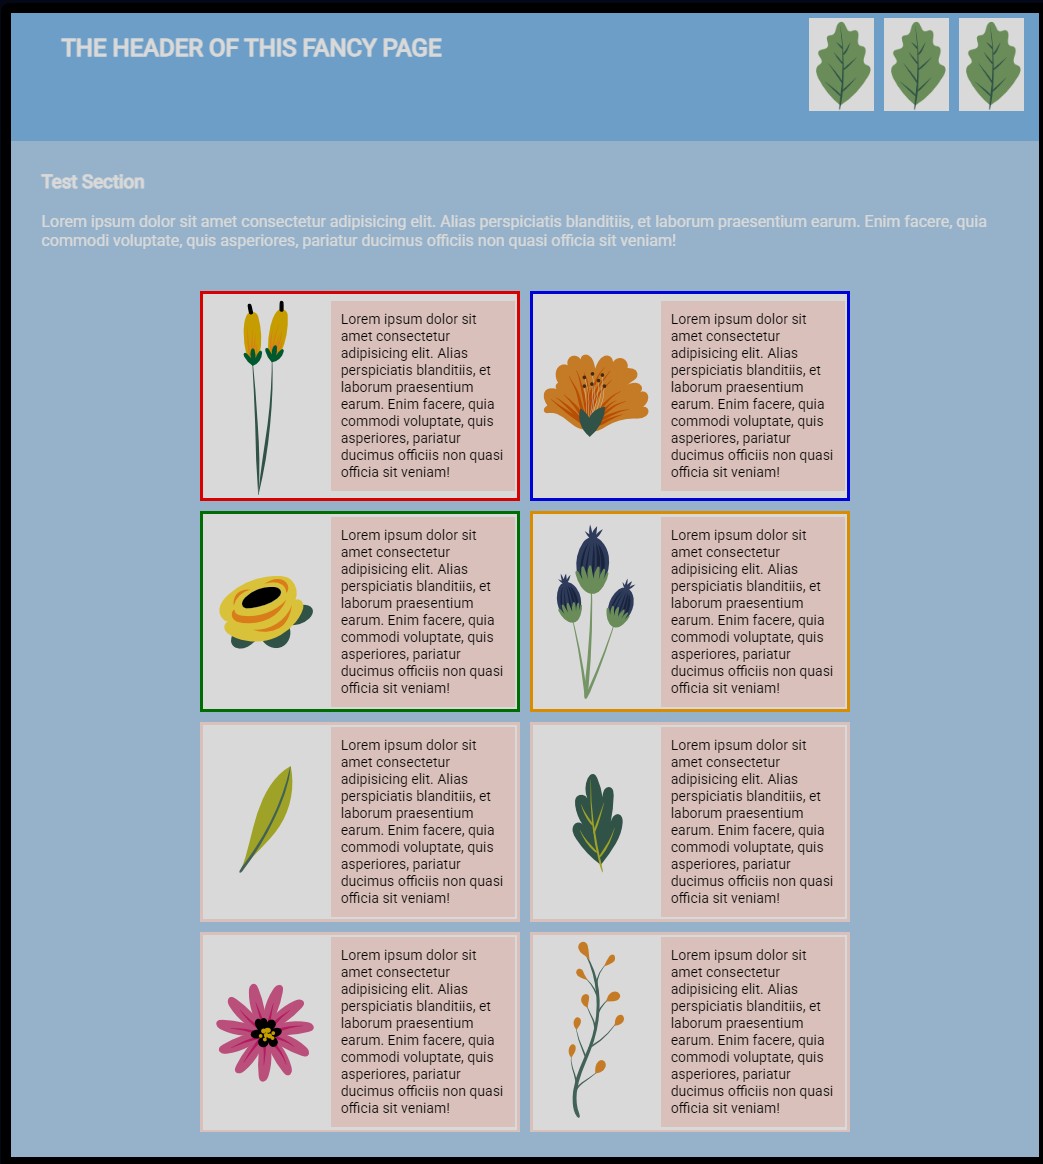 THE HEADER OF THIS FANCY PAGE
Test Section
Lorem ipsum dolor sit amet consectetur adipisicing elit. Alias perspiciatis blanditiis, et laborum praesentium earum. Enim facere, quia
commodi voluptate, quis asperiores, pariatur ducimus officiis non quasi officia sit veniam!
Lorem ipsum dolor sit
amet consectetur
adipisicing elit. Alias
perspiciatis blanditiis, et
laborum praesentium
earum. Enim facere, quia
commodi voluptate, quis
asperiores, pariatur
ducimus officiis non quasi
officia sit veniam!
Lorem ipsum dolor sit
amet consectetur
adipisicing elit. Alias
perspiciatis blanditiis, et
laborum praesentium
earum. Enim facere, quia
commodi voluptate, quis
asperiores, pariatur
ducimus officiis non quasi
officia sit veniam!
Lorem ipsum dolor sit
amet consectetur
adipisicing elit. Alias
perspiciatis blanditiis, et
laborum praesentium
earum. Enim facere, quia
commodi voluptate, quis
asperiores, pariatur
ducimus officiis non quasi
officia sit veniam!
Lorem ipsum dolor sit
amet consectetur
adipisicing elit. Alias
perspiciatis blanditiis, et
laborum praesentium
earum. Enim facere, quia
commodi voluptate, quis
asperiores, pariatur
ducimus officiis non quasi
officia sit veniam!
Lorem ipsum dolor sit
amet consectetur
adipisicing elit. Alias
perspiciatis blanditiis, et
laborum praesentium
earum. Enim facere, quia
commodi voluptate, quis
asperiores, pariatur
ducimus officiis non quasi
officia sit veniam!
Lorem ipsum dolor sit
amet consectetur
adipisicing elit. Alias
perspiciatis blanditiis, et
laborum praesentium
earum. Enim facere, quia
commodi voluptate, quis
asperiores, pariatur
ducimus officiis non quasi
officia sit veniam!
Lorem ipsum dolor sit
amet consectetur
adipisicing elit. Alias
perspiciatis blanditiis, et
laborum praesentium
earum. Enim facere, quia
commodi voluptate, quis
asperiores, pariatur
ducimus officiis non quasi
officia sit veniam!
Lorem ipsum dolor sit
amet consectetur
adipisicing elit. Alias
perspiciatis blanditiis, et
laborum praesentium
earum. Enim facere, quia
commodi voluptate, quis
asperiores, pariatur
ducimus officiis non quasi
officia sit veniam!